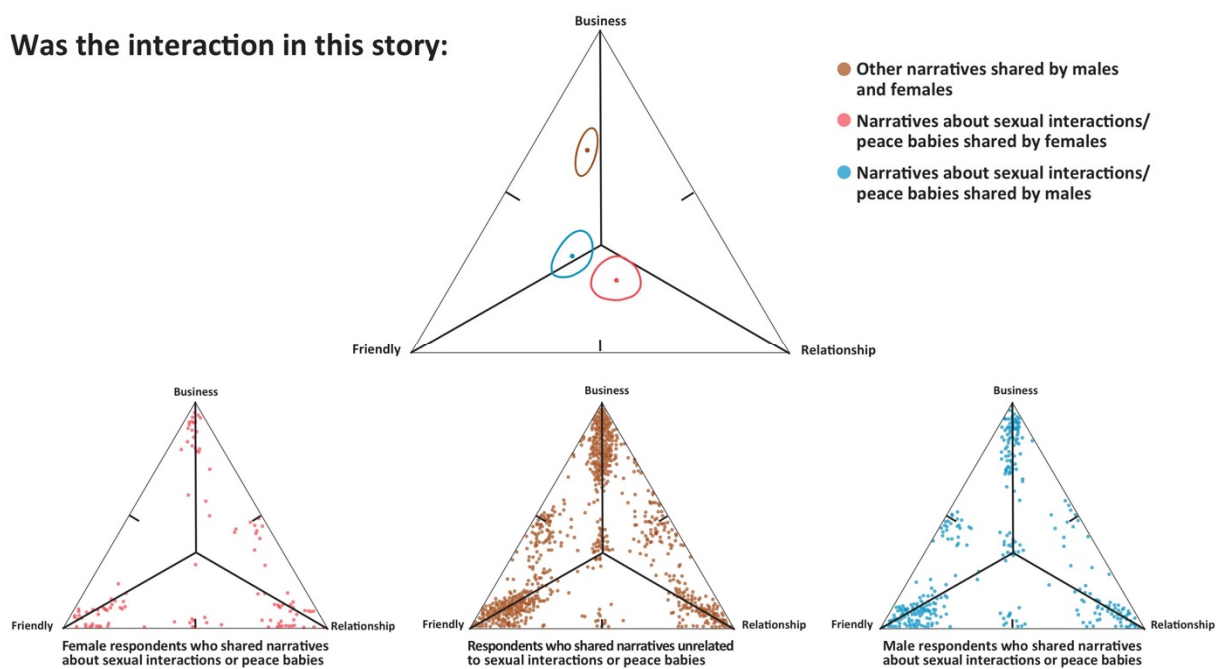 Was the interaction in this story:
Business
Friendly
Relationship
Other narratives shared by males
and females
Narratives about sexual interactions/
peace babies shared by females
Narratives about sexual interactions/
peace babies shared by males
Business
Friendly
Relationship
Female respondents who shared narratives
about sexual interactions or peace babies
Business
Friendly
Relationship
Respondents who shared narratives unrelated
to sexual interactions or peace babies
Business
Friendly
Relationship
Male respondents who shared narratives
about sexual interactions or peace babies